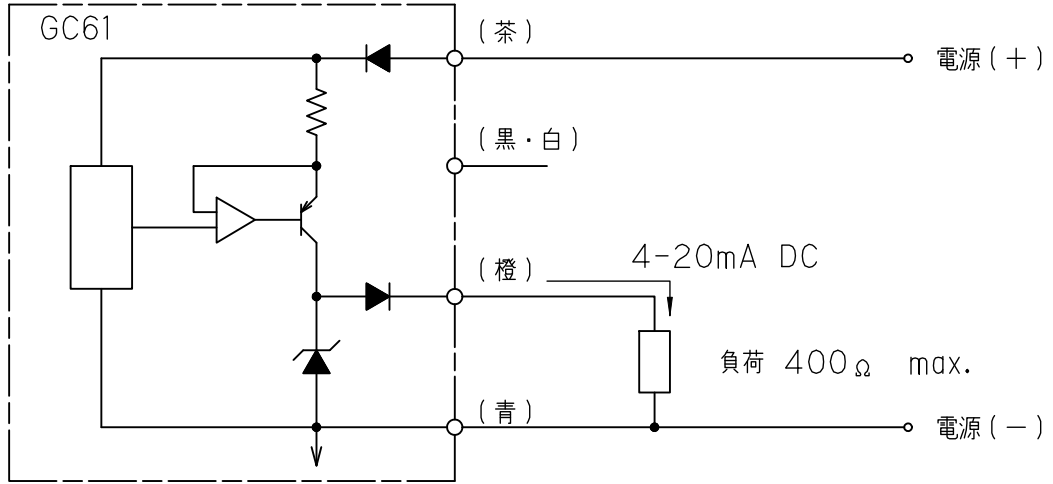 GC61
(茶)
電源(+)
(黒・白)
(橙)
4-20mA DC
負荷 400Ω max.
(青)
電源(-)